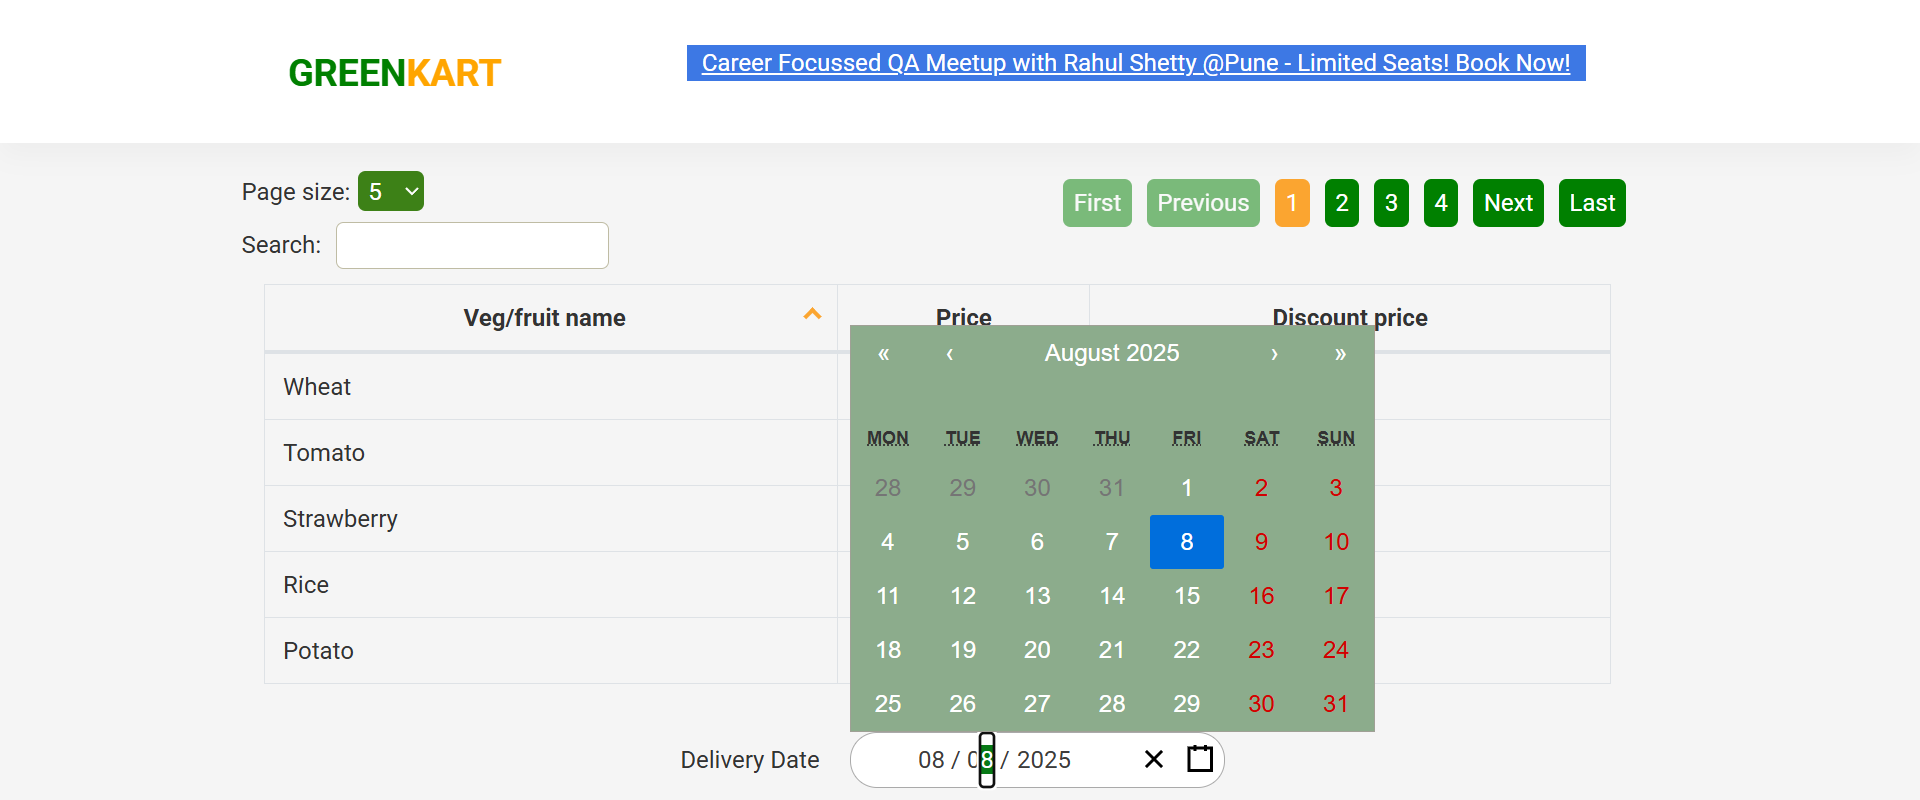 GREENKART
Career Focussed QA Meetup with Rahul Shetty @Pune - Limited Seats! Book Now!
Page size: 5
First Previous 1 2 3 4 Next Last
Search:
Veg/fruit name Price Discount price
« ‹ August 2025 › »
MON TUE WED THU FRI SAT SUN
28 29 30 31 1 2 3
4 5 6 7 8 9 10
11 12 13 14 15 16 17
18 19 20 21 22 23 24
25 26 27 28 29 30 31
Wheat
Tomato
Strawberry
Rice
Potato
Delivery Date 08 / 08 / 2025